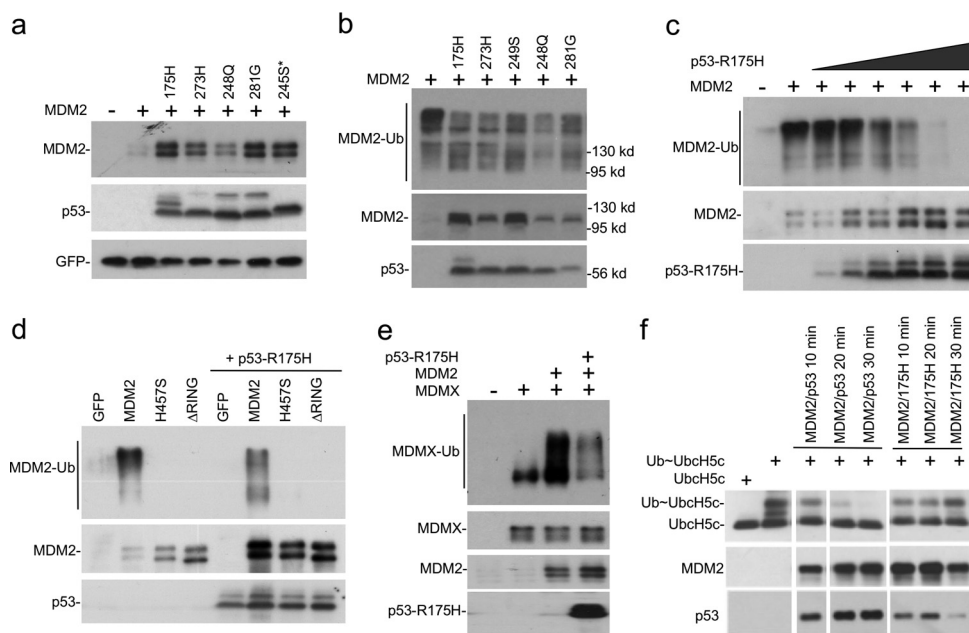 a
175H
273H
248Q
281G
245S*
MDM2 - + + + + + +
MDM2-
p53-
GFP-
b
175H
273H
249S
248Q
281G
MDM2 + + + + + +
MDM2-Ub
-130 kd
-95 kd
MDM2-
-130 kd
-95 kd
p53-
-56 kd
c
p53-R175H
MDM2 - + + + + + + +
MDM2-Ub
MDM2-
p53-R175H-
d
+ p53-R175H
GFP
MDM2
H457S
ΔRING
GFP
MDM2
H457S
ΔRING
MDM2-Ub
MDM2-
p53-
e
p53-R175H +
MDM2 + +
MDMX - + + +
MDMX-Ub
MDMX-
MDM2-
p53-R175H-
f
MDM2/p53 10 min
MDM2/p53 20 min
MDM2/p53 30 min
MDM2/175H 10 min
MDM2/175H 20 min
MDM2/175H 30 min
Ub~UbcH5c + + + + + + +
UbcH5c +
Ub~UbcH5c-
UbcH5c-
MDM2
p53